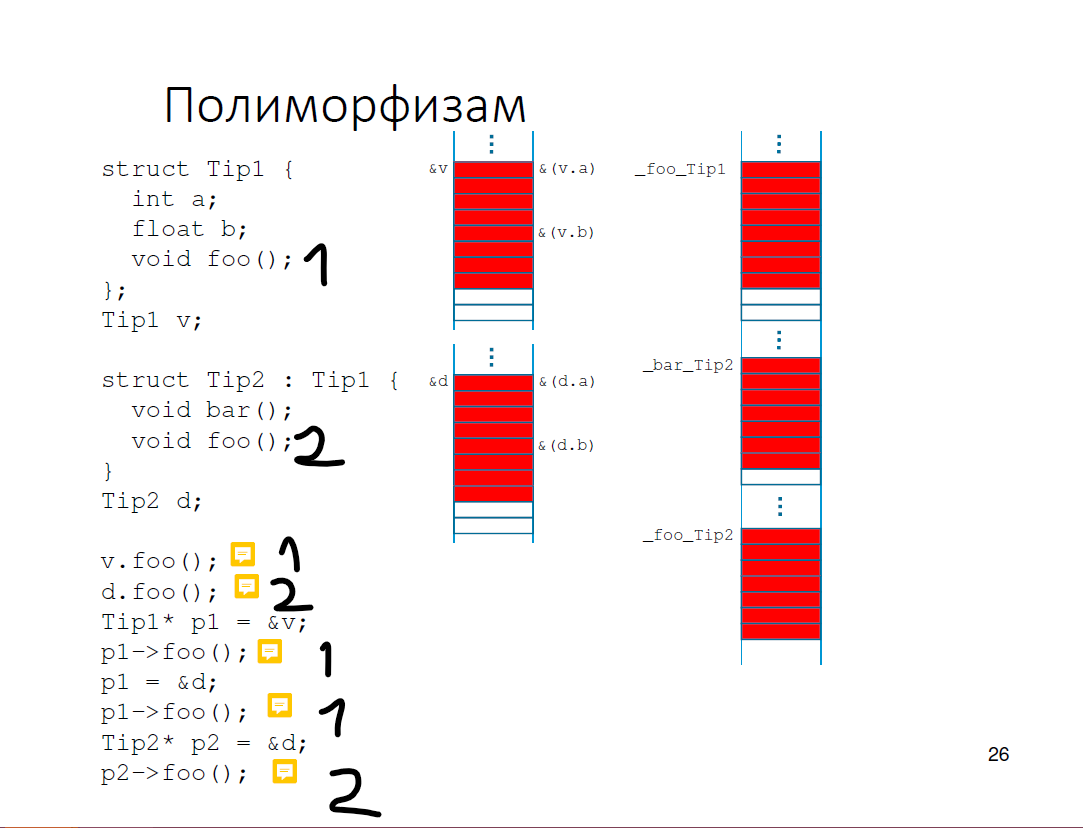 Полиморфизам
struct Tip1 {
int a;
float b;
void foo(); 1
};
Tip1 v;
struct Tip2 : Tip1 {
void bar();
void foo(); 2
}
Tip2 d;
v.foo(); 1
d.foo(); 2
Tip1* p1 = &v;
p1->foo(); 1
p1 = &d;
p1->foo(); 1
Tip2* p2 = &d;
p2->foo(); 2
&v
&(v.a)
&(v.b)
&d
&(d.a)
&(d.b)
_foo_Tip1
_bar_Tip2
_foo_Tip2
26